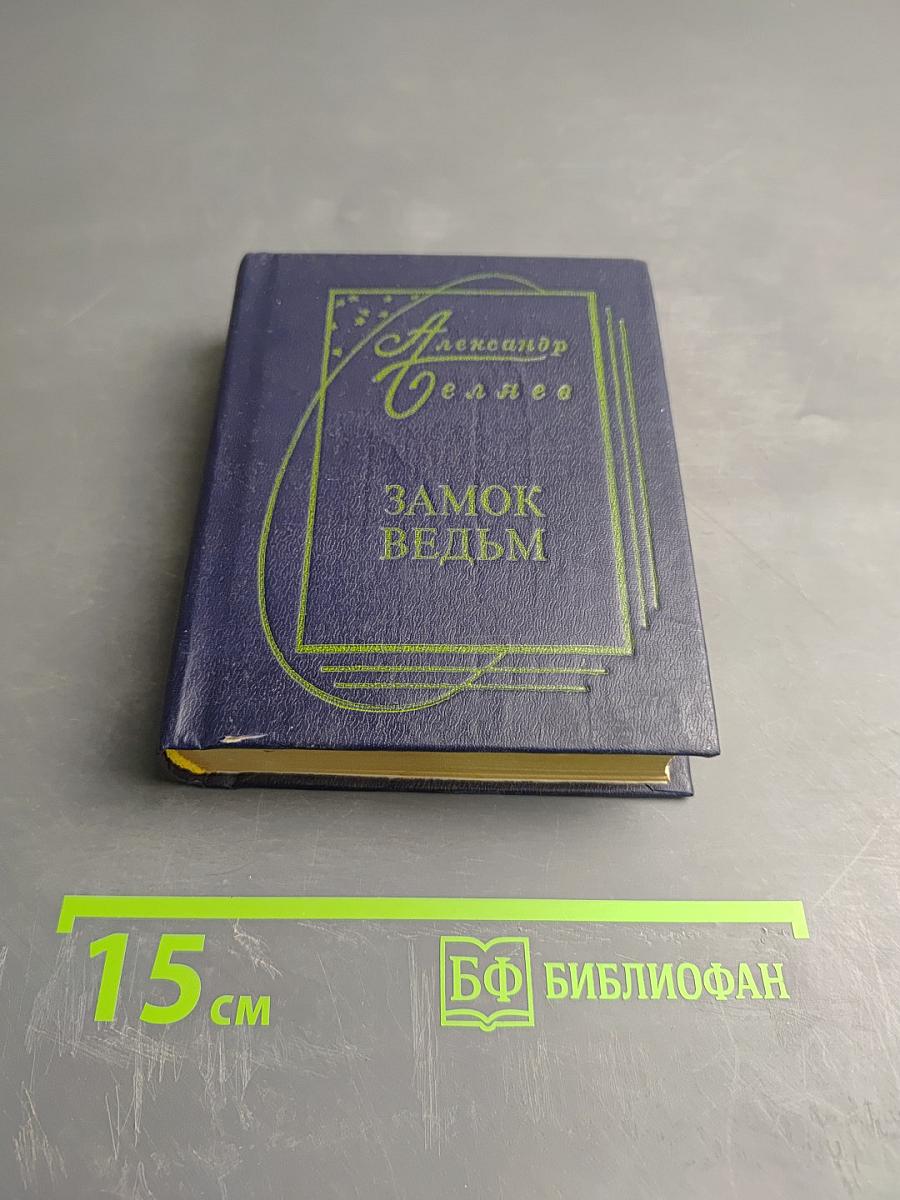 Александр
Беляев
ЗАМОК
ВЕДЬМ
15 см
БФ БИБЛИОФАН